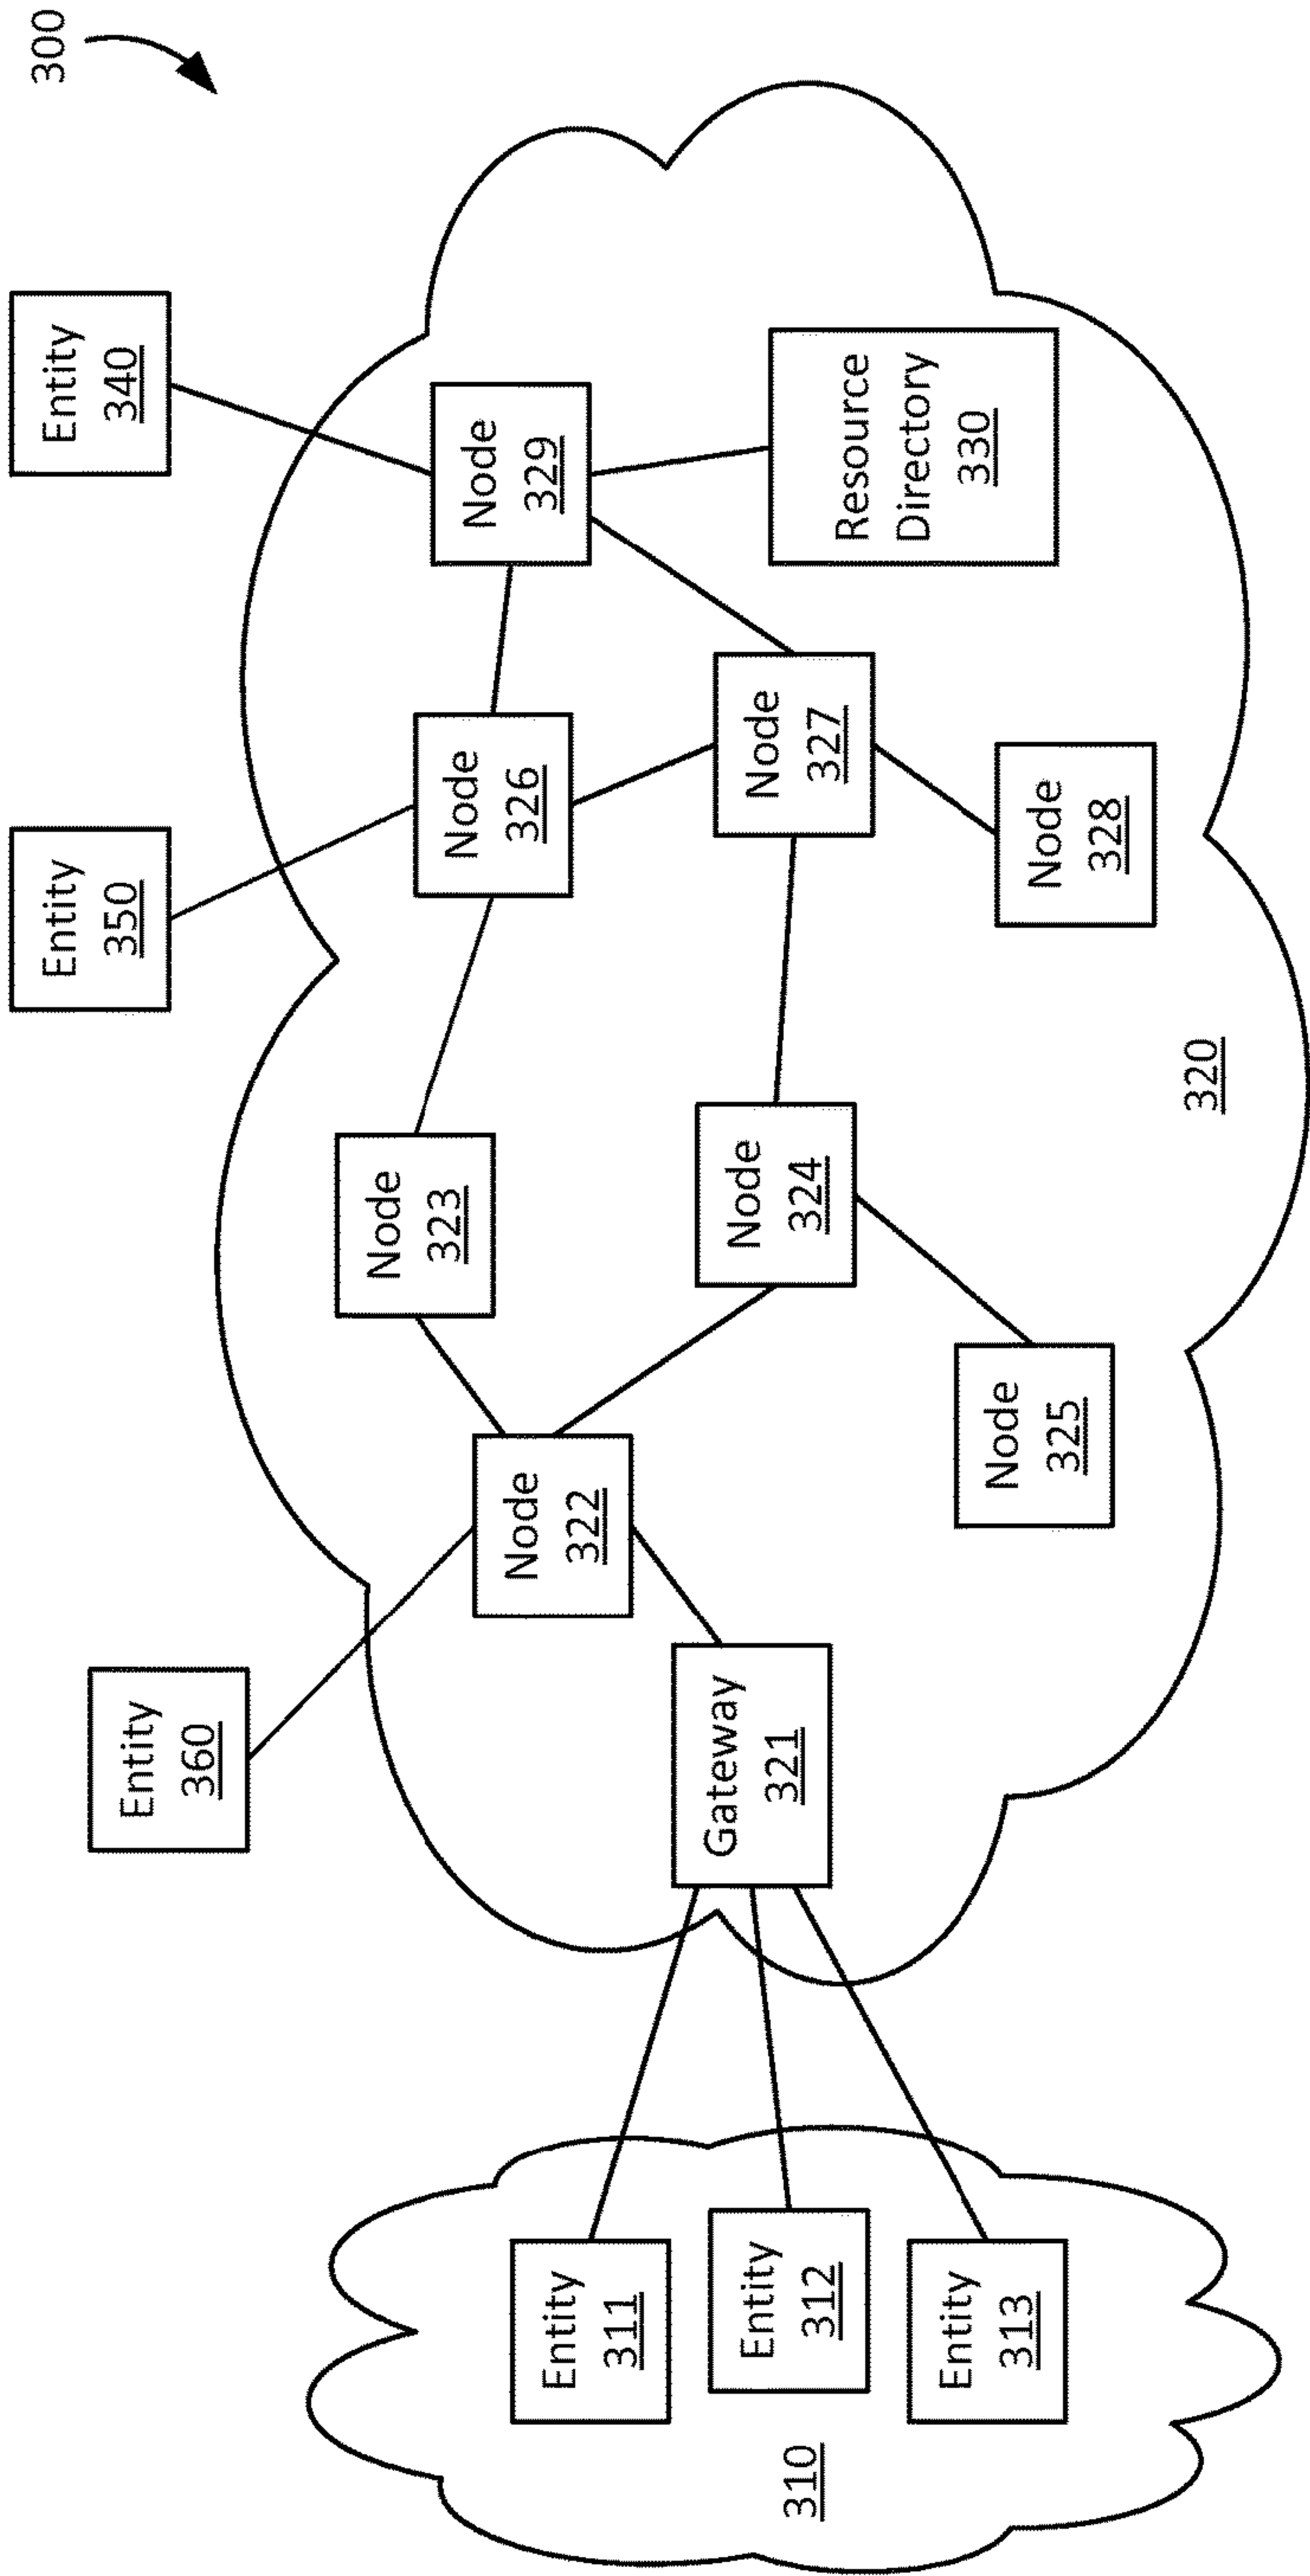 300
Entity
340
Entity
350
Entity
360
Node
329
Node
326
Node
323
Node
322
Resource
Directory
330
Node
327
Node
324
Gateway
321
Node
328
Node
325
320
Entity
311
Entity
312
Entity
313
310